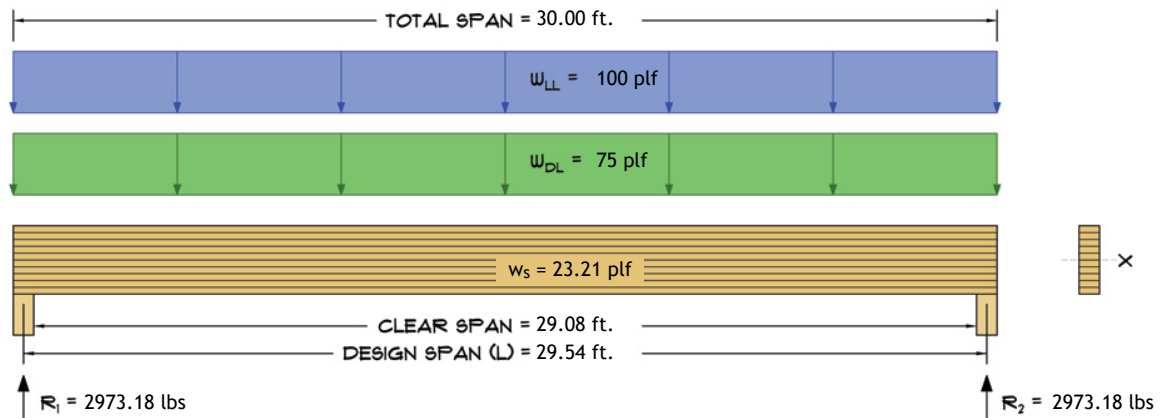 TOTAL SPAN = 30.00 ft.
WLL = 100 plf
WDL = 75 plf
ws = 23.21 plf
X
CLEAR SPAN = 29.08 ft.
DESIGN SPAN (L) = 29.54 ft.
R1 = 2973.18 lbs
R2 = 2973.18 lbs